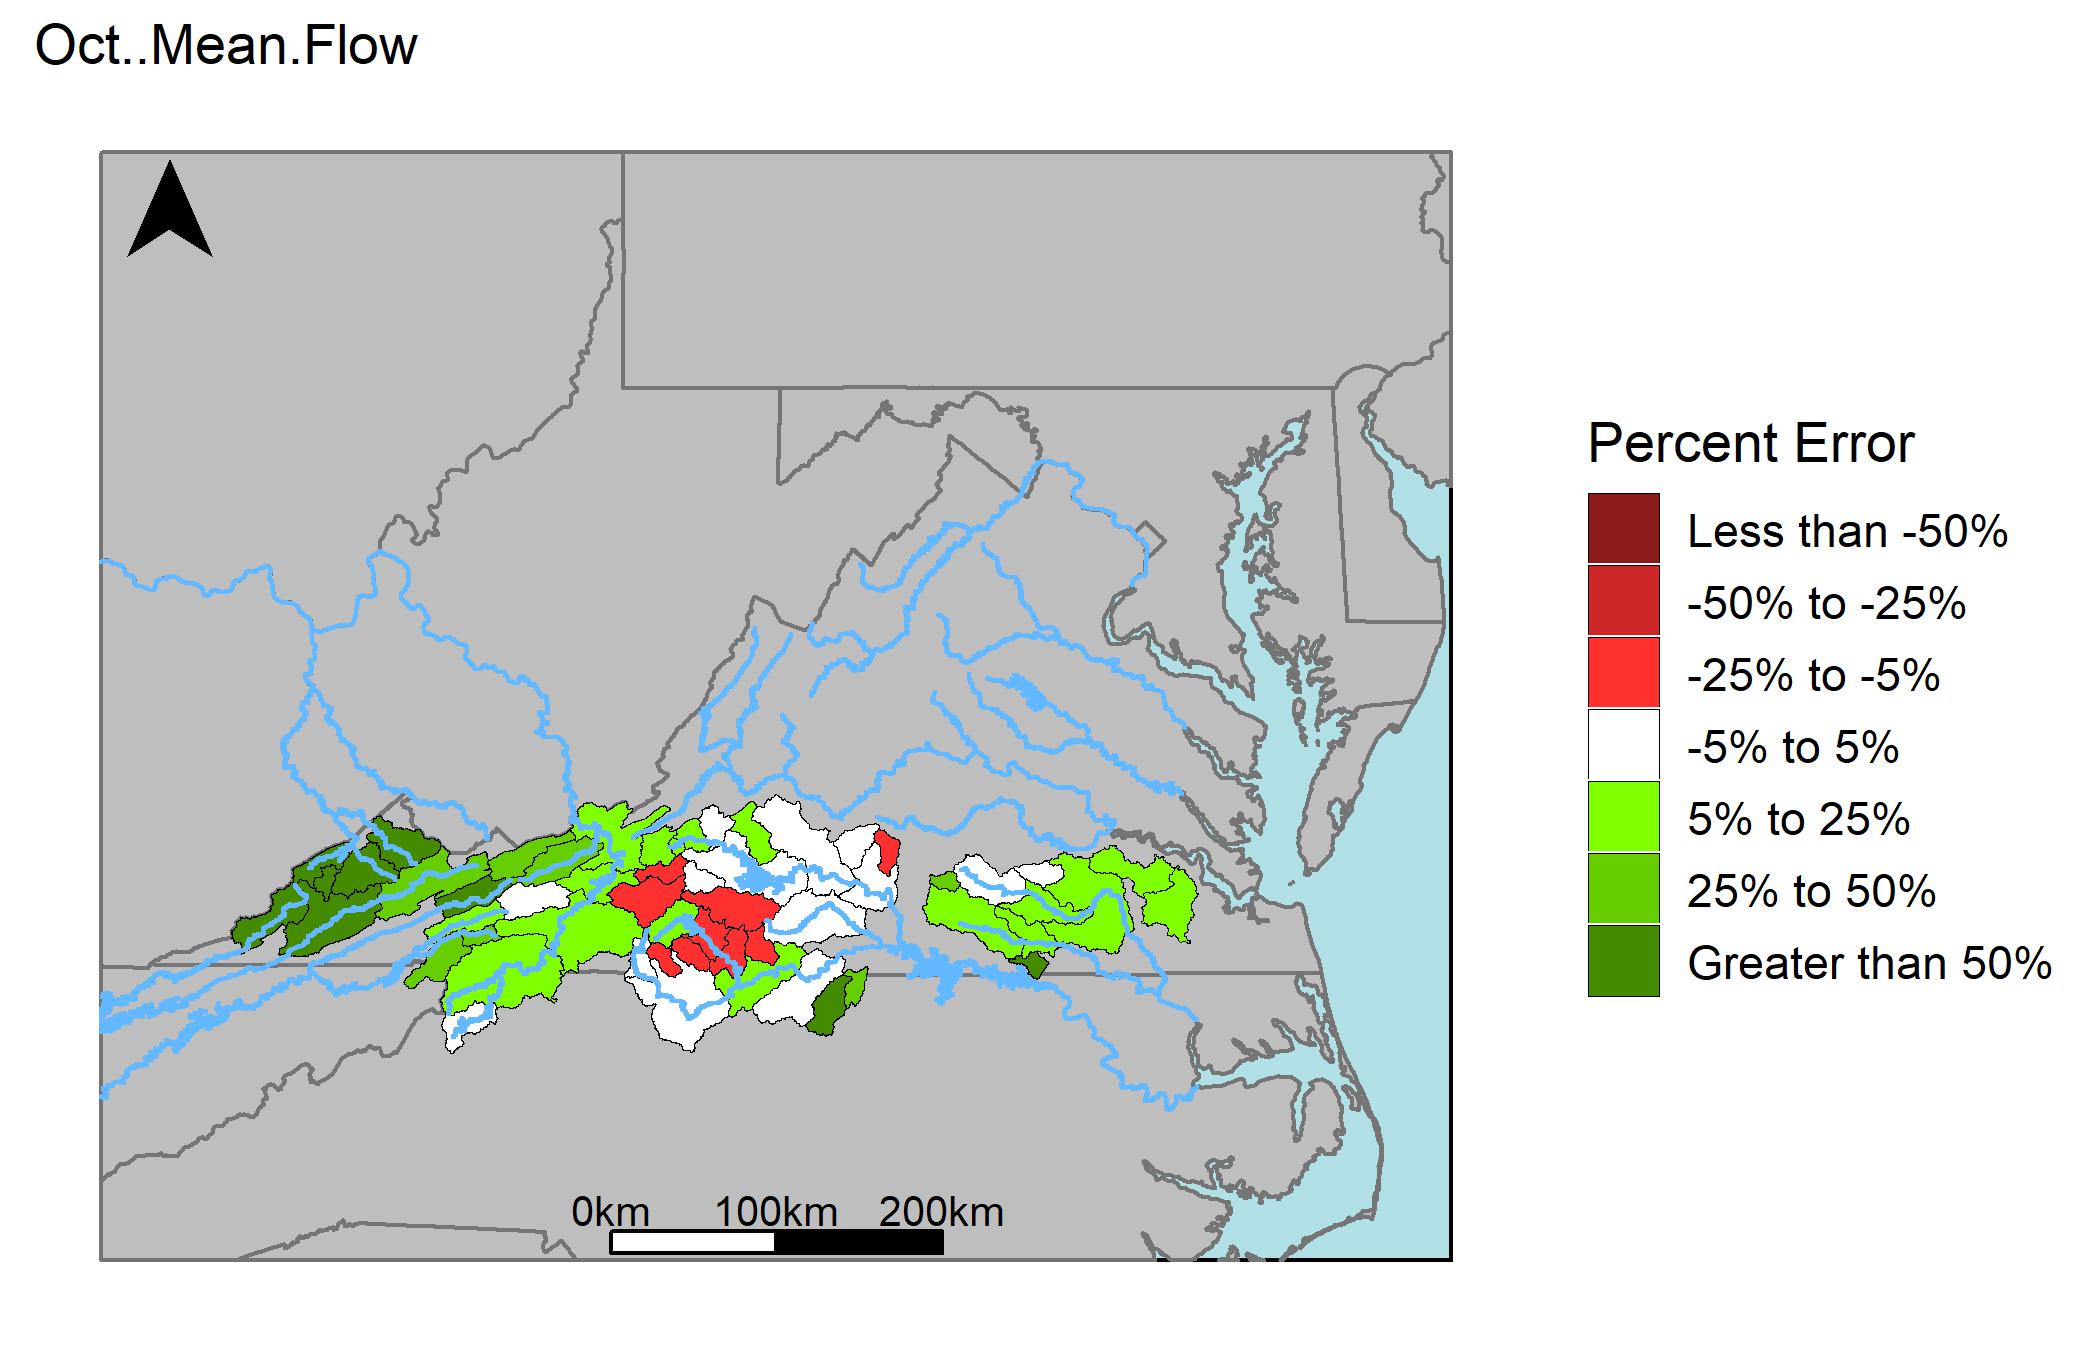 Oct..Mean.Flow
Percent Error
Less than -50%
-50% to -25%
-25% to -5%
-5% to 5%
5% to 25%
25% to 50%
Greater than 50%
0km 100km 200km